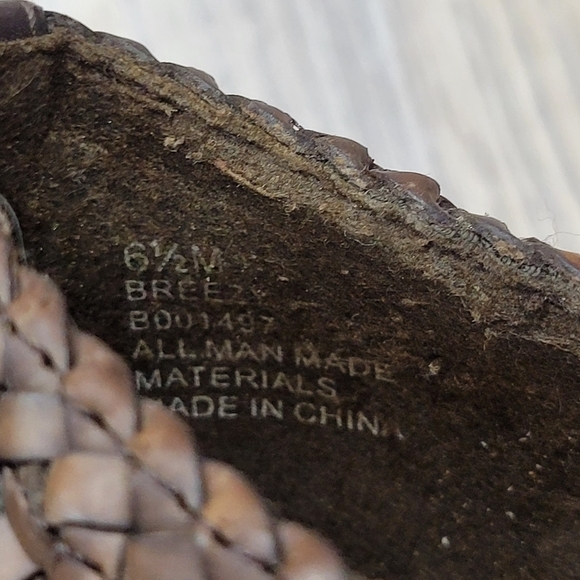 6½M
BREEZY
B001497
ALL MAN MADE
MATERIALS
MADE IN CHINA